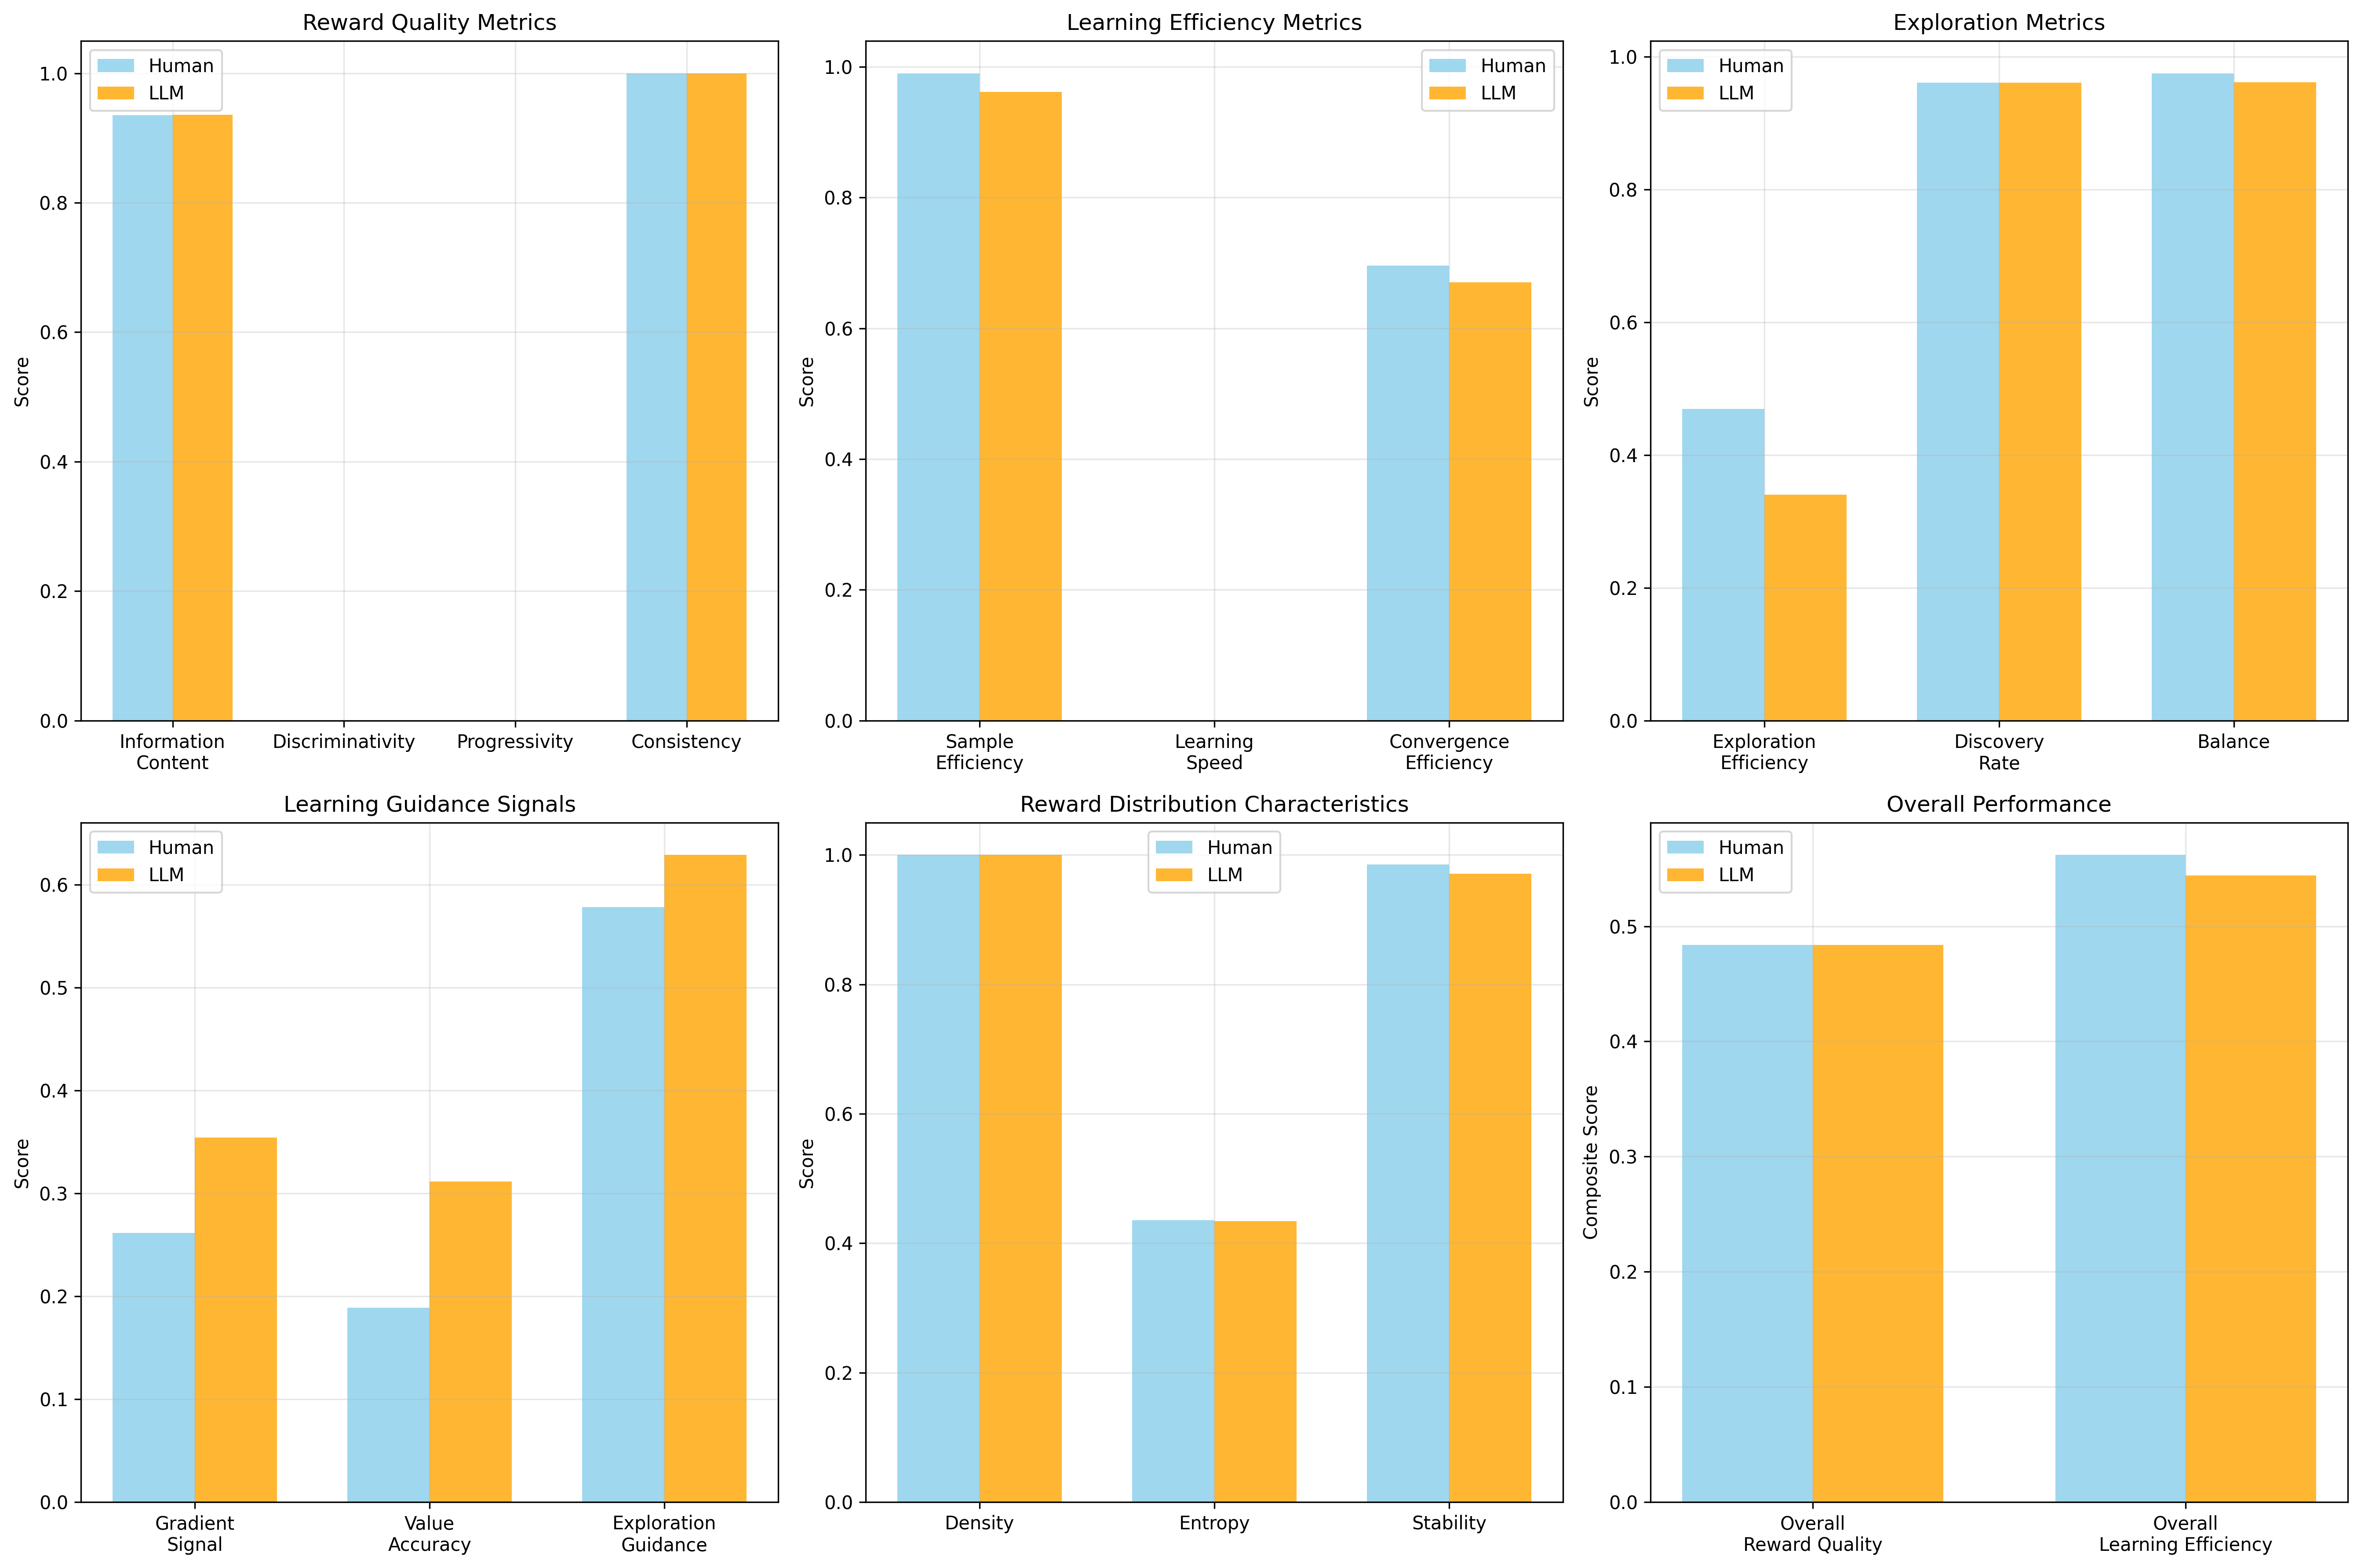 Reward Quality Metrics
Human
LLM
Score
1.0
0.8
0.6
0.4
0.2
0.0
Information
Content
Discriminativity
Progressivity
Consistency
Learning Efficiency Metrics
Human
LLM
Score
1.0
0.8
0.6
0.4
0.2
0.0
Sample
Efficiency
Learning
Speed
Convergence
Efficiency
Exploration Metrics
Human
LLM
Score
1.0
0.8
0.6
0.4
0.2
0.0
Exploration
Efficiency
Discovery
Rate
Balance
Learning Guidance Signals
Human
LLM
Score
0.6
0.5
0.4
0.3
0.2
0.1
0.0
Gradient
Signal
Value
Accuracy
Exploration
Guidance
Reward Distribution Characteristics
Human
LLM
Score
1.0
0.8
0.6
0.4
0.2
0.0
Density
Entropy
Stability
Overall Performance
Human
LLM
Composite Score
0.5
0.4
0.3
0.2
0.1
0.0
Overall
Reward Quality
Overall
Learning Efficiency